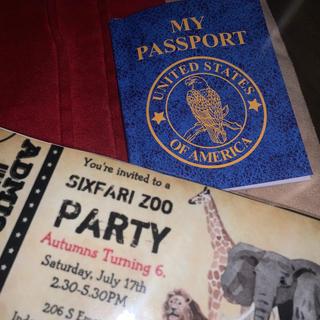 MY
PASSPORT
UNITED STATES
OF AMERICA
You're invited to a
SIXFARI ZOO
PARTY
Autumns Turning 6.
Saturday, July 17th
2.30-5.30PM
206 S